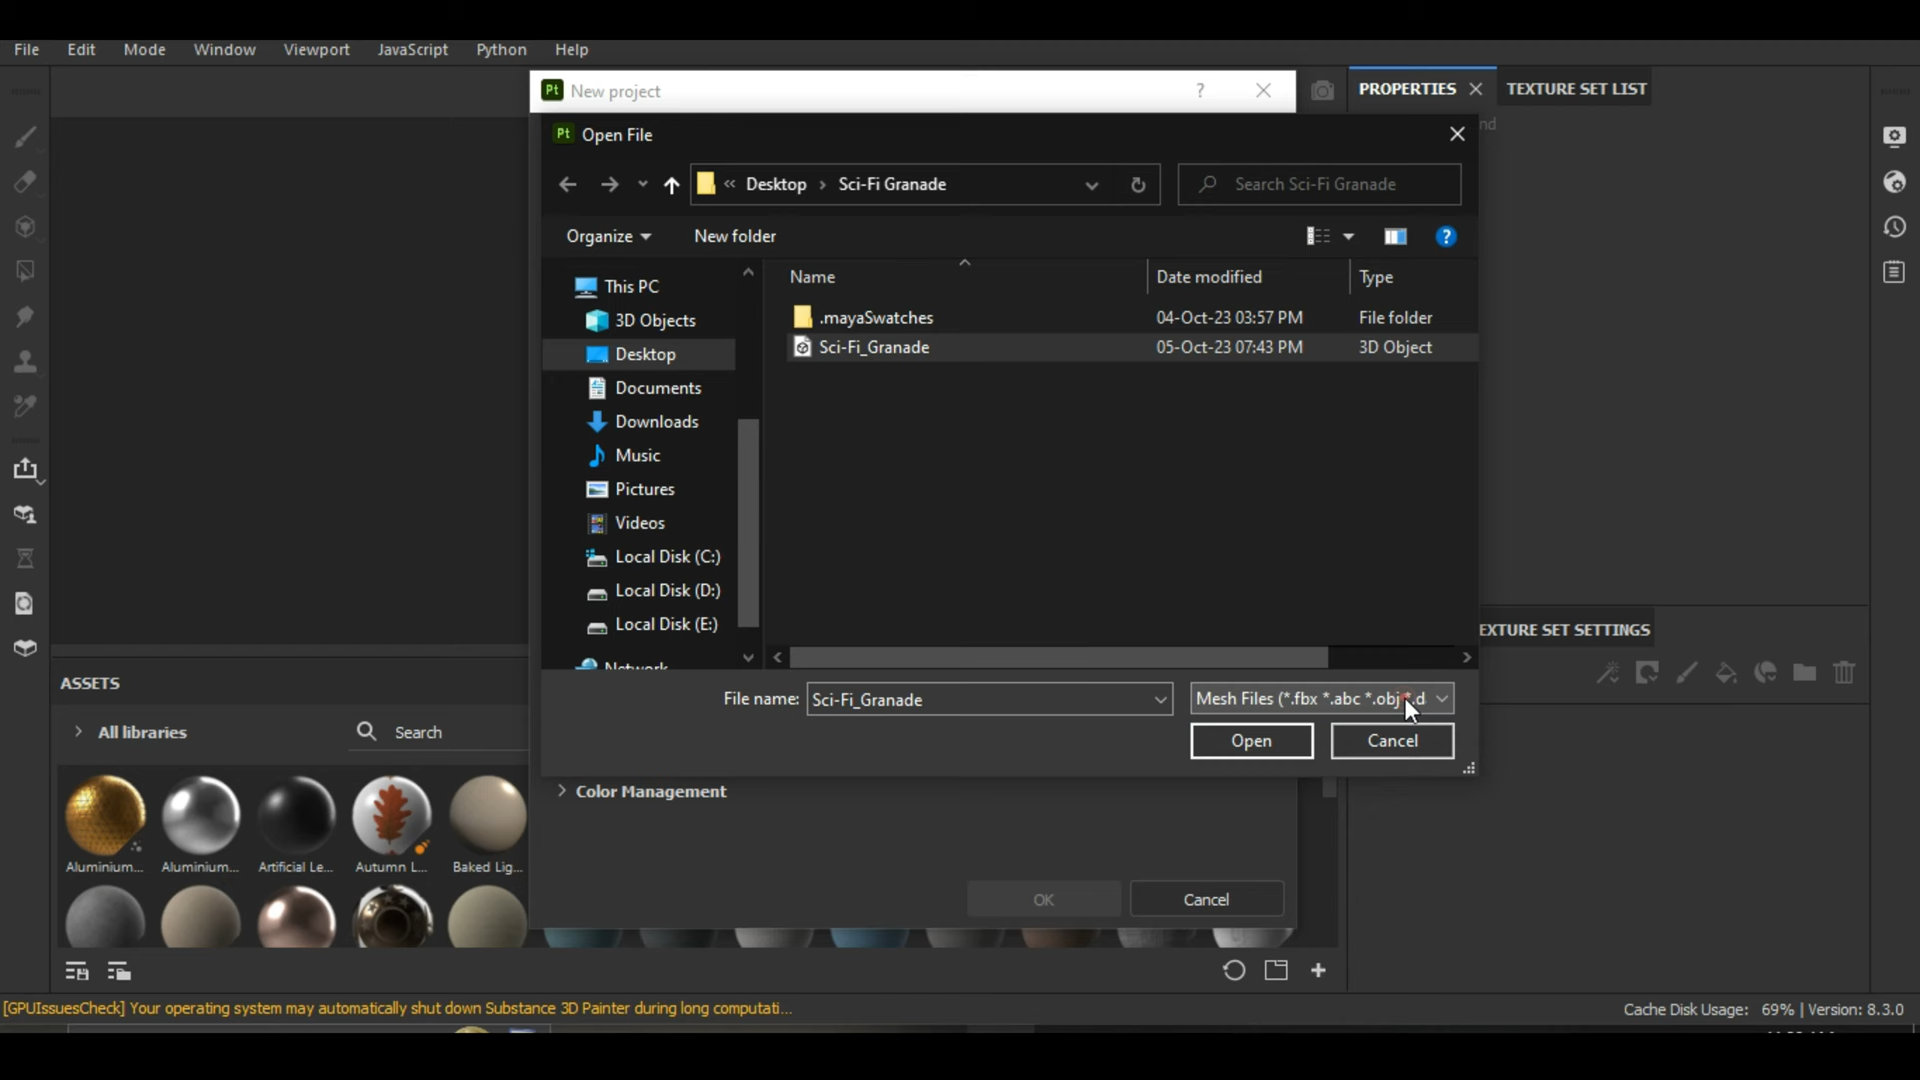 File Edit Mode Window Viewport JavaScript Python Help
Pt New project ?
PROPERTIES TEXTURE SET LIST
nd
Pt Open File
« Desktop › Sci-Fi Granade
Search Sci-Fi Granade
Organize New folder
?
Name Date modified Type
.mayaSwatches 04-Oct-23 03:57 PM File folder
Sci-Fi_Granade 05-Oct-23 07:43 PM 3D Object
This PC
3D Objects
Desktop
Documents
Downloads
Music
Pictures
Videos
Local Disk (C:)
Local Disk (D:)
Local Disk (E:)
Network
File name: Sci-Fi_Granade Mesh Files (*.fbx *.abc *.obj *.d
Open Cancel
EXTURE SET SETTINGS
ASSETS
All libraries Search
Color Management
Aluminium... Aluminium... Artificial Le... Autumn L... Baked Lig...
OK Cancel
[GPUIssuesCheck] Your operating system may automatically shut down Substance 3D Painter during long computati...
Cache Disk Usage: 69% | Version: 8.3.0